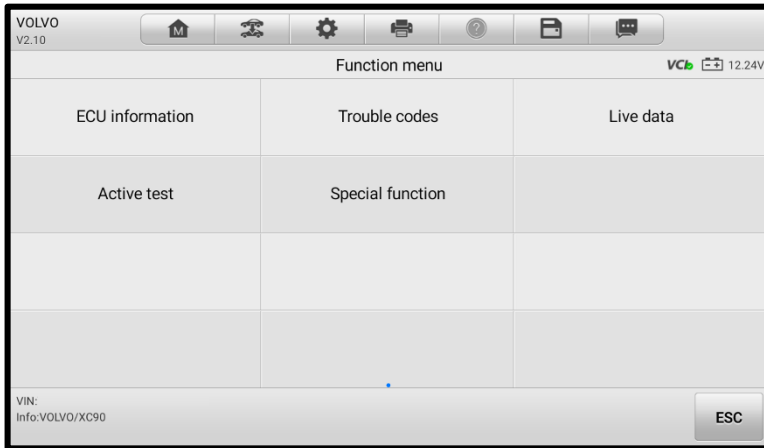 VOLVO
V2.10
M
?
Function menu
VCI
12.24V
ECU information
Trouble codes
Live data
Active test
Special function
VIN:
Info:VOLVO/XC90
ESC